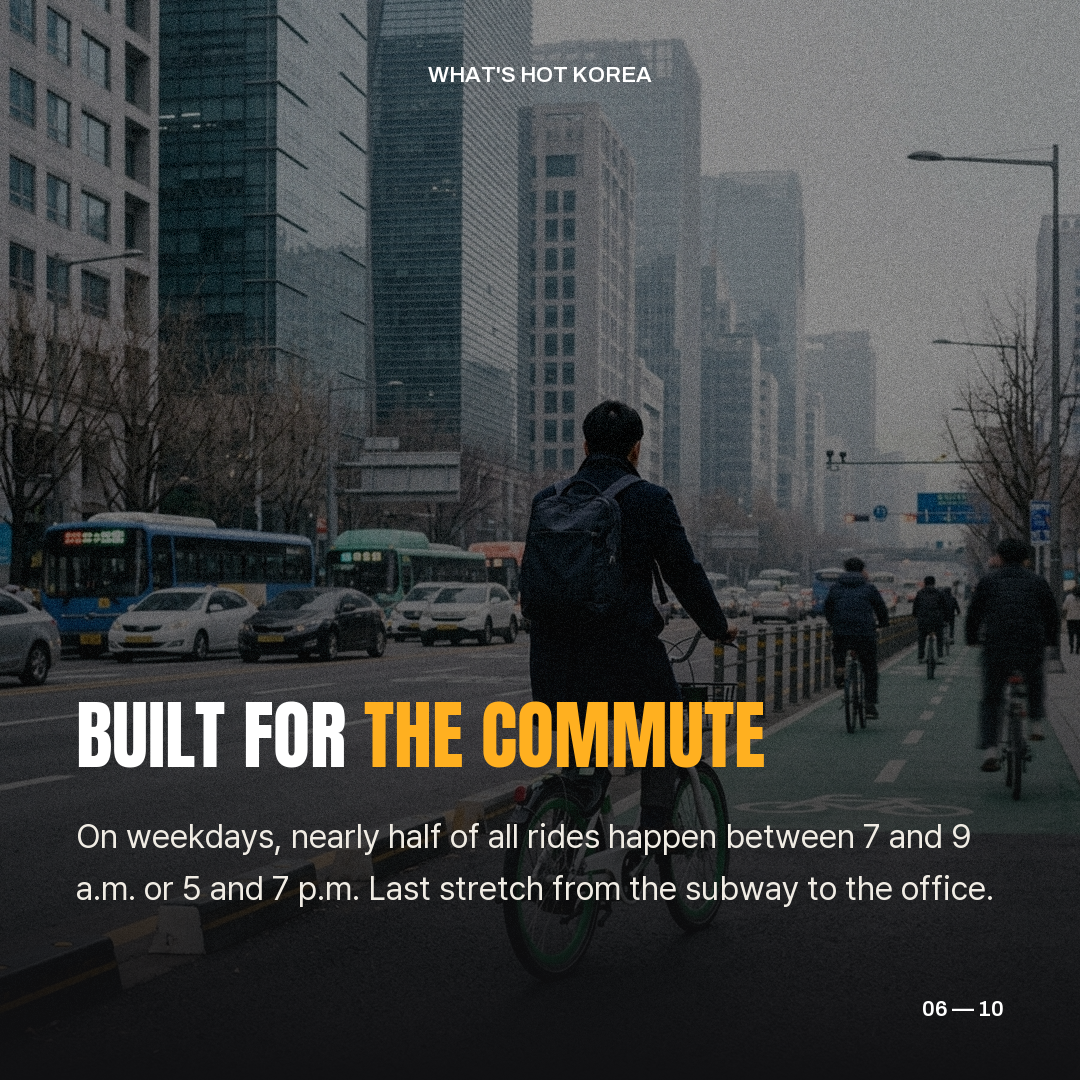 WHAT'S HOT KOREA
BUILT FOR THE COMMUTE
On weekdays, nearly half of all rides happen between 7 and 9
a.m. or 5 and 7 p.m. Last stretch from the subway to the office.
06 — 10